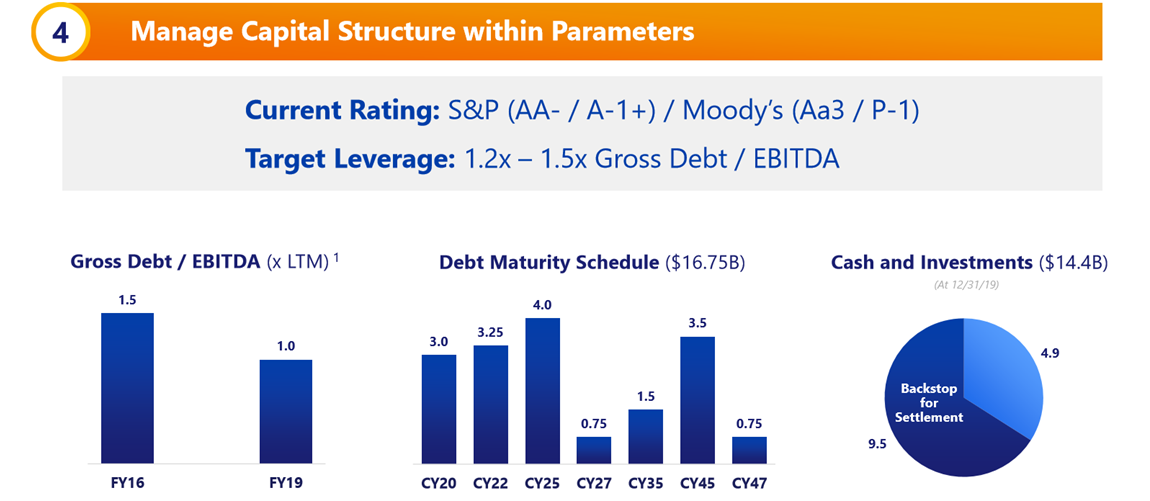 4
Manage Capital Structure within Parameters
Current Rating: S&P (AA- / A-1+) / Moody’s (Aa3 / P-1)
Target Leverage: 1.2x – 1.5x Gross Debt / EBITDA
Gross Debt / EBITDA (x LTM) 1
1.5
1.0
FY16 FY19
Debt Maturity Schedule ($16.75B)
3.0 3.25 4.0 0.75 1.5 3.5 0.75
CY20 CY22 CY25 CY27 CY35 CY45 CY47
Cash and Investments ($14.4B)
(At 12/31/19)
4.9
Backstop
for
Settlement
9.5